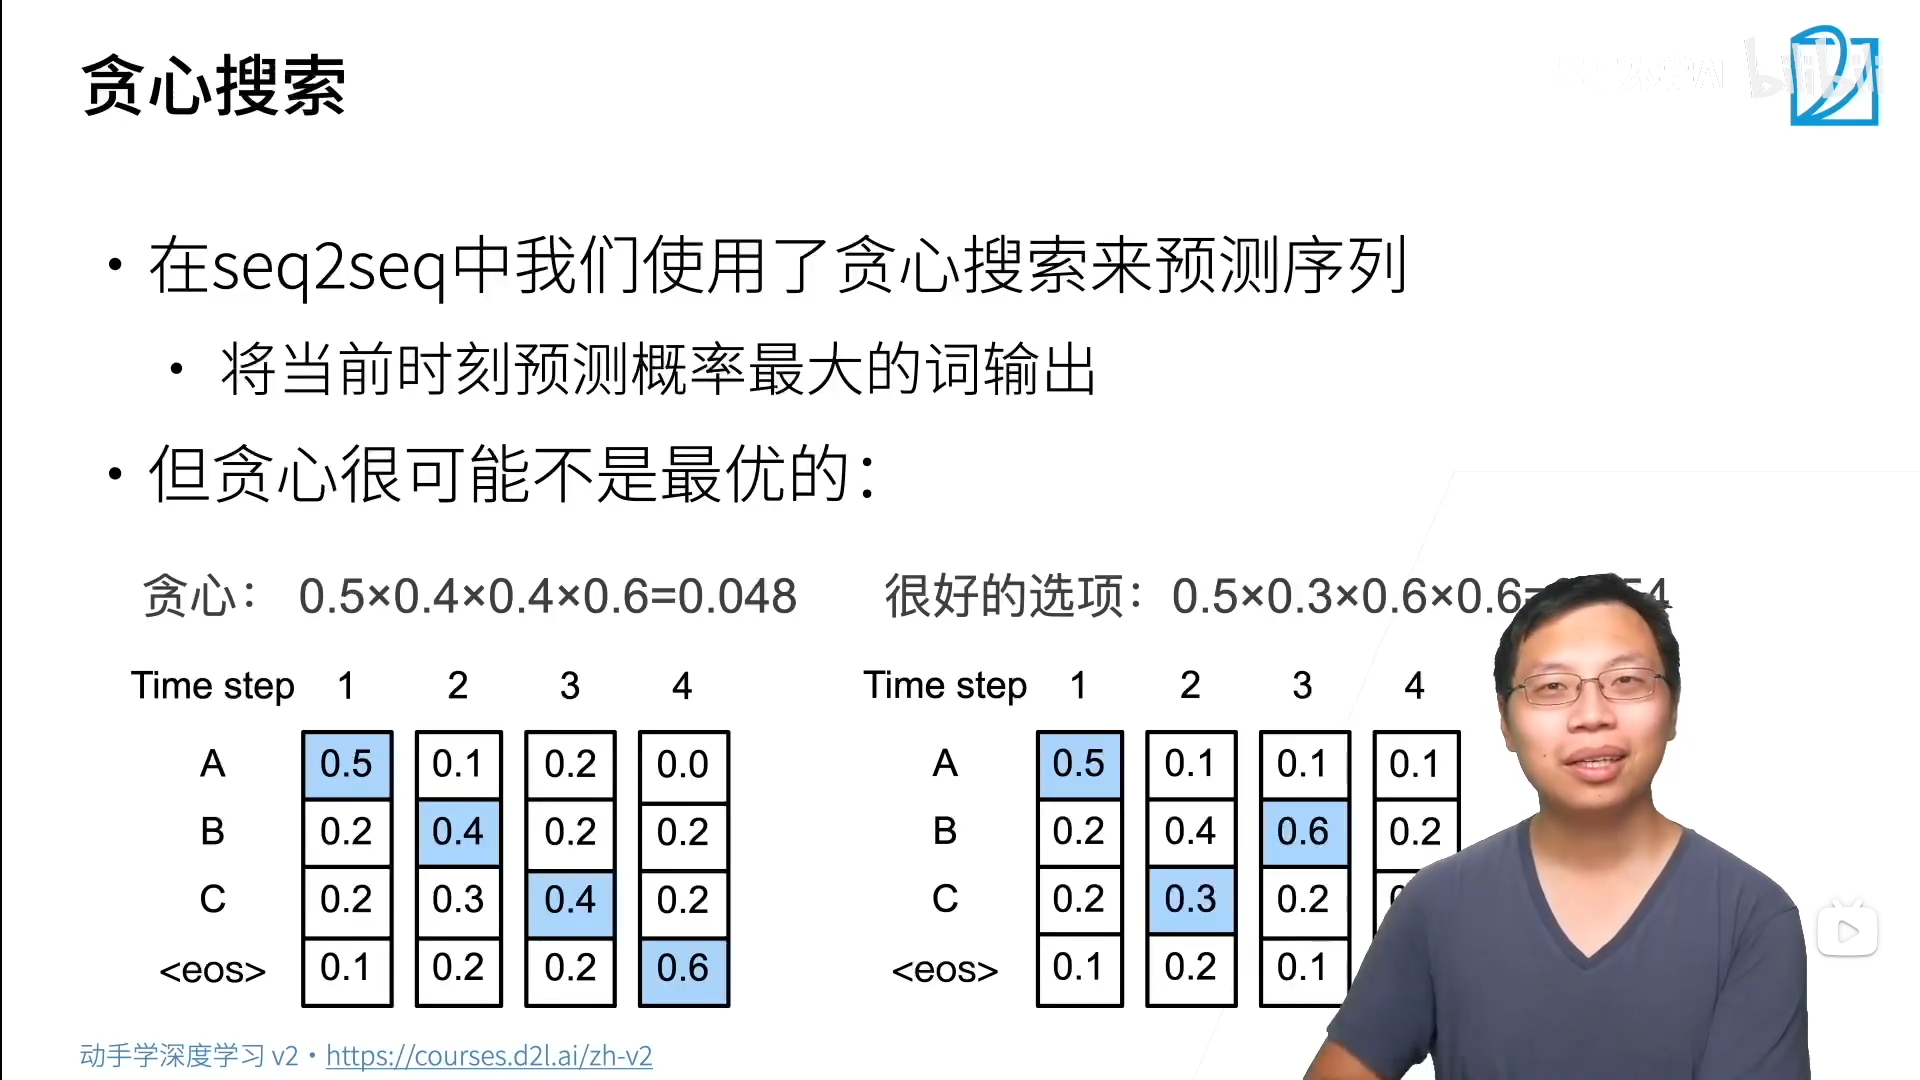 贪心搜索
• 在seq2seq中我们使用了贪心搜索来预测序列
• 将当前时刻预测概率最大的词输出
• 但贪心很可能不是最优的：
贪心： 0.5×0.4×0.4×0.6=0.048
很好的选项：0.5×0.3×0.6×0.6=
Time step 1 2 3 4
A 0.5 0.1 0.2 0.0
B 0.2 0.4 0.2 0.2
C 0.2 0.3 0.4 0.2
<eos> 0.1 0.2 0.2 0.6
Time step 1 2 3 4
A 0.5 0.1 0.1 0.1
B 0.2 0.4 0.6 0.2
C 0.2 0.3 0.2
<eos> 0.1 0.2 0.1
动手学深度学习 v2 • https://courses.d2l.ai/zh-v2